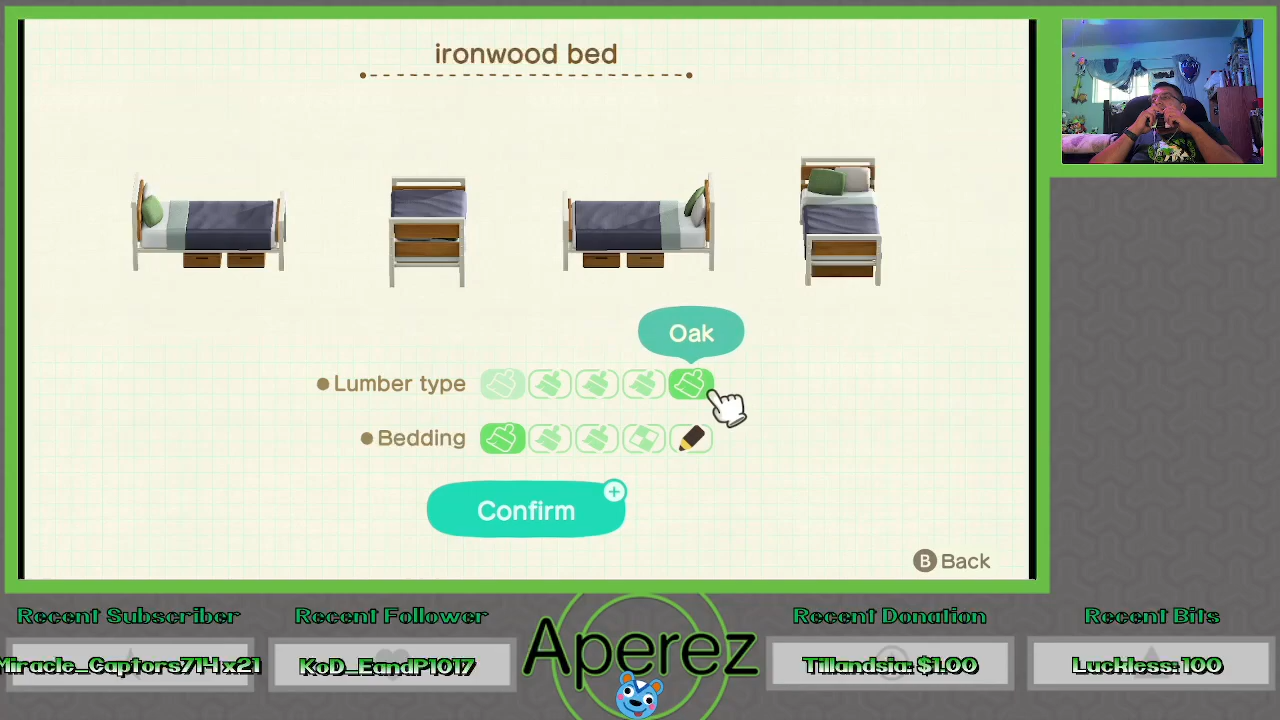 ironwood bed
Oak
Lumber type
Bedding
Confirm
B Back
Recent Subscriber
Recent Follower
Recent Donation
Recent Bits
Miracle_Captors714 x21
KoD_EandP1017
Aperez
Tillandsia: $1.00
Luckless: 100